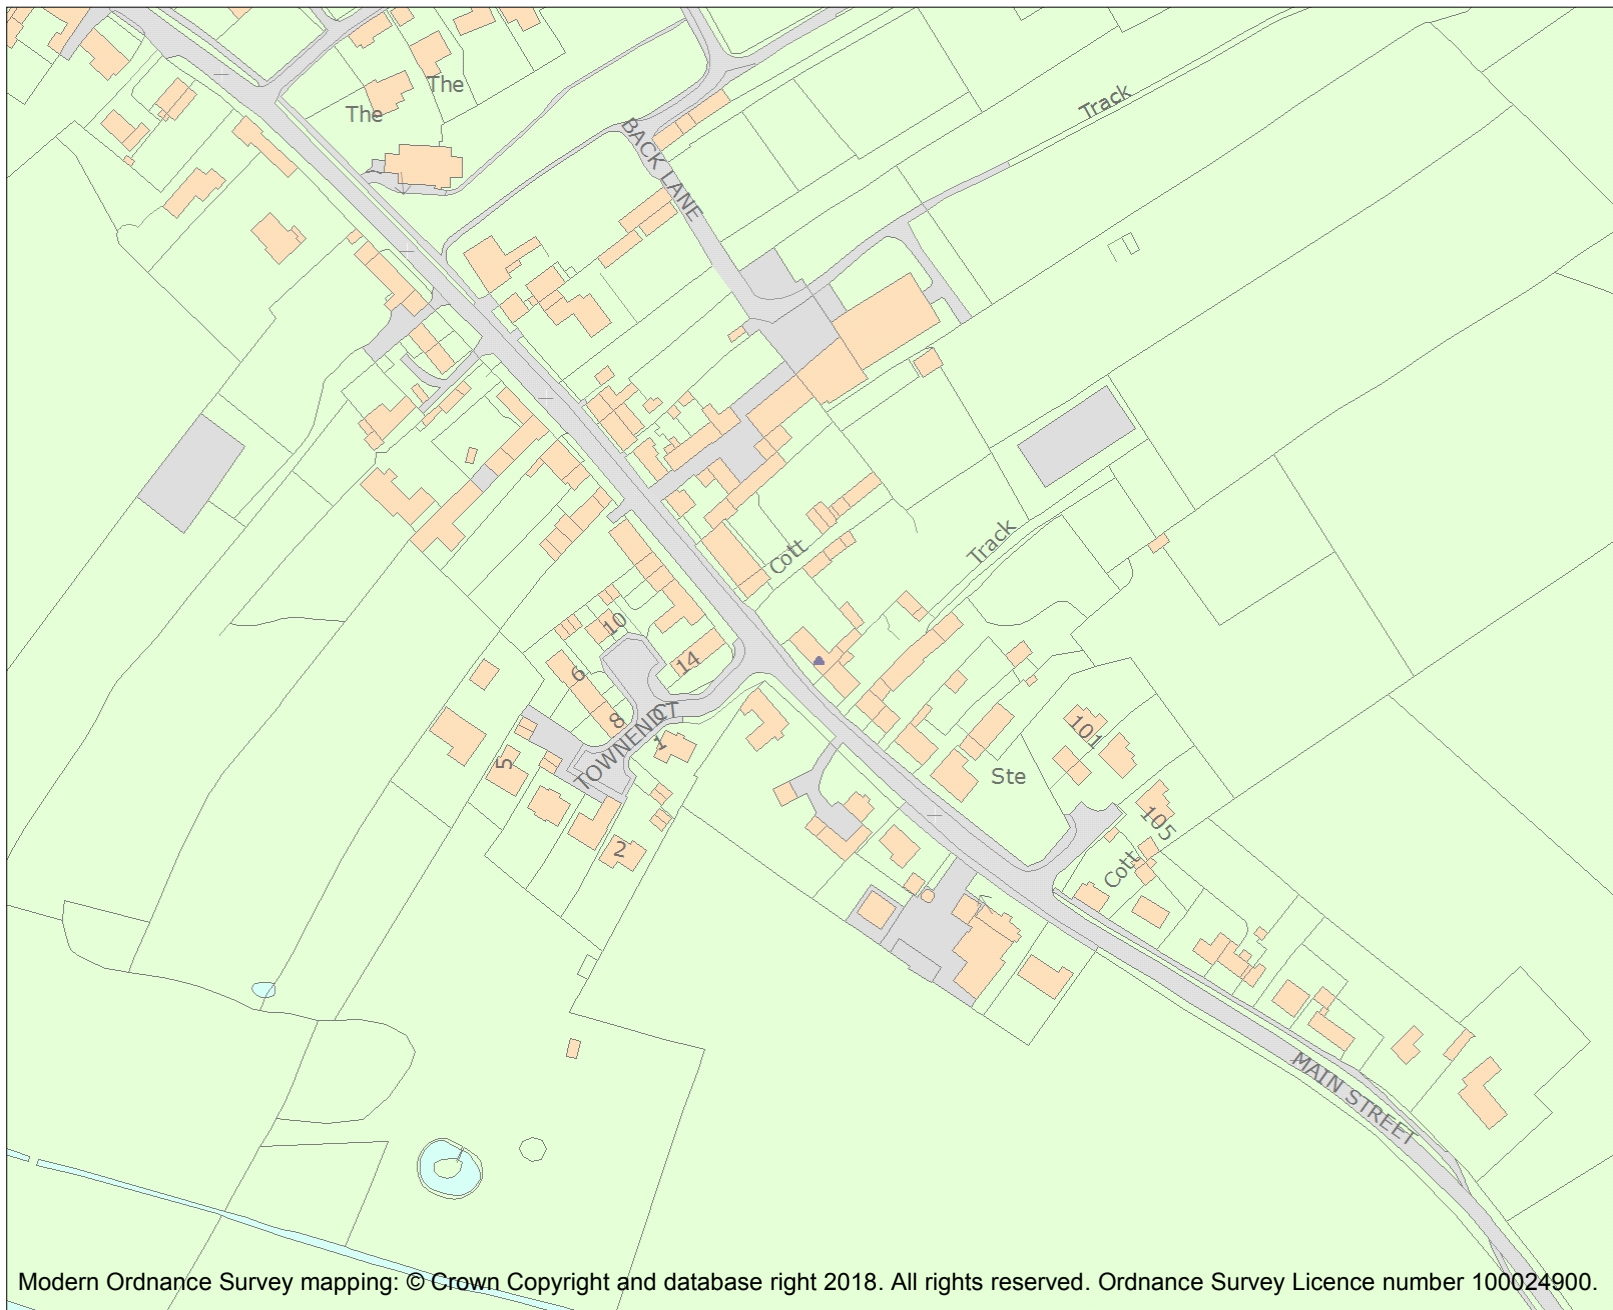 The
The
Track
BACK LANE
Track
Cott
10
14
6
8
TOWNEND CT
1
5
2
101
Ste
105
Cott
MAIN STREET
Modern Ordnance Survey mapping: © Crown Copyright and database right 2018. All rights reserved. Ordnance Survey Licence number 100024900.